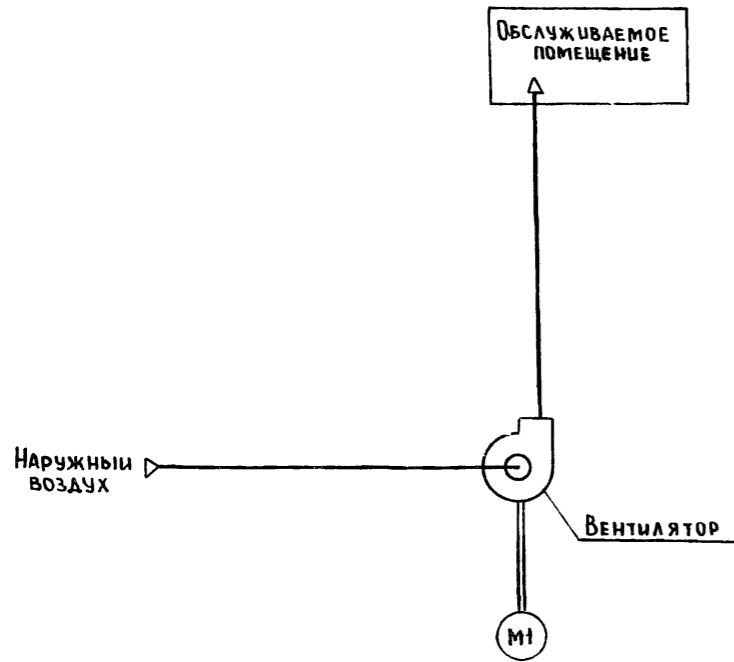 Обслуживаемое
помещение
Наружный
воздух
Вентилятор
М1